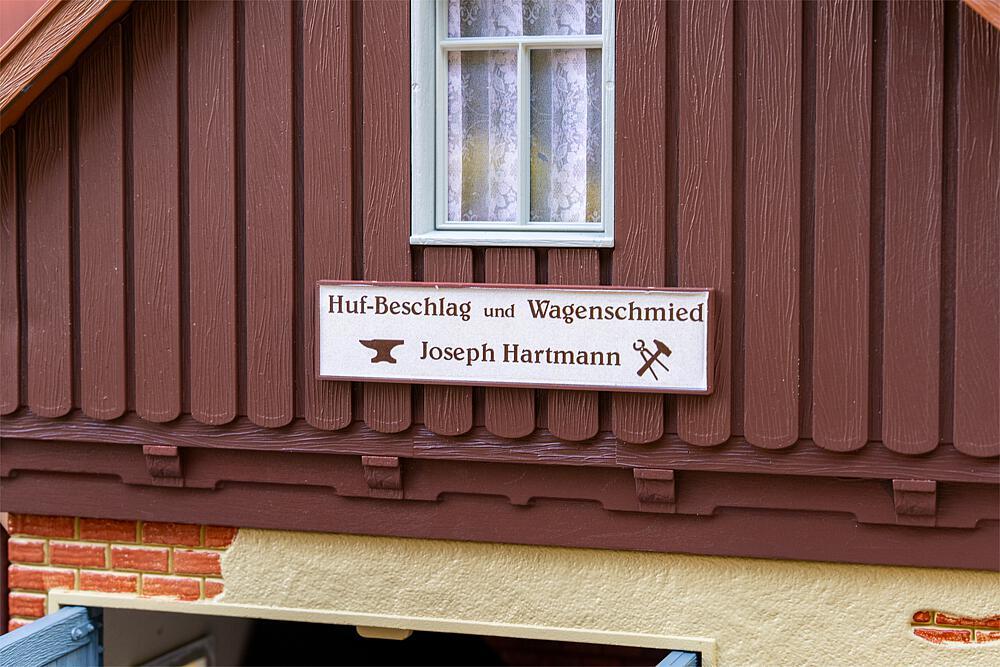 Huf-Beschlag und Wagenschmied
Joseph Hartmann